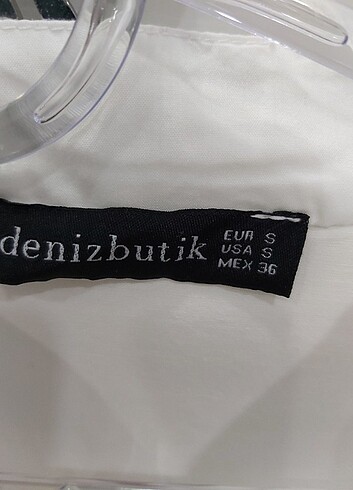 denizbutik
EUR S
USA S
MEX 36